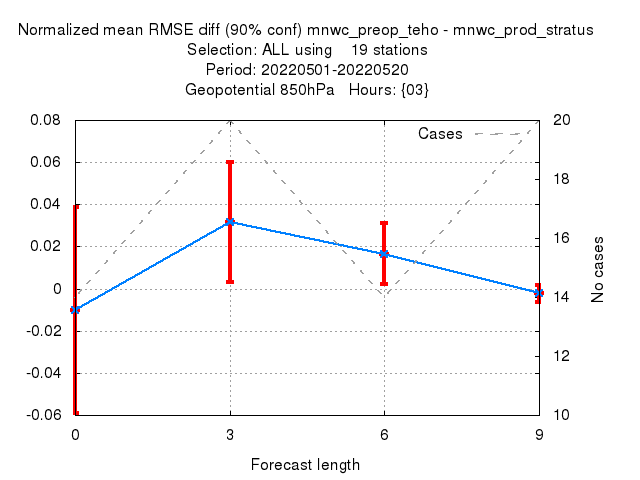 Normalized mean RMSE diff (90% conf) mnwc_preop_teho - mnwc_prod_stratus
Selection: ALL using    19 stations
Period: 20220501-20220520
Geopotential 850hPa   Hours: {03}
Cases
0.08
0.06
0.04
0.02
0
-0.02
-0.04
-0.06
20
18
16
14
12
10
No cases
0 3 6 9
Forecast length